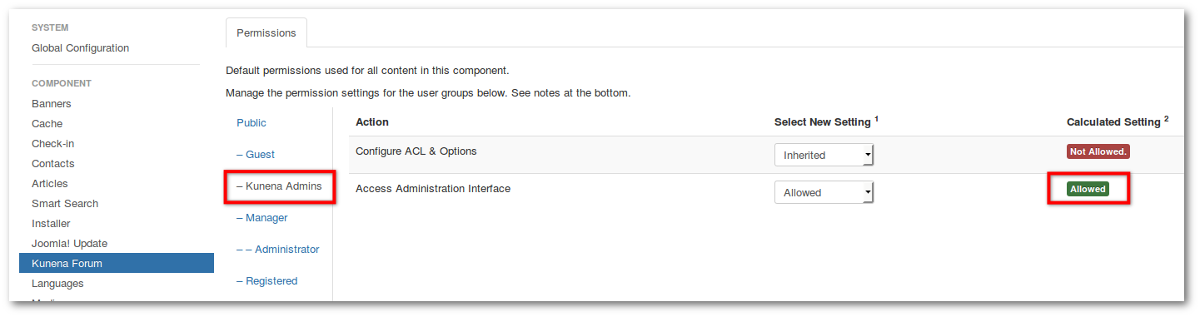 SYSTEM
Global Configuration
COMPONENT
Banners
Cache
Check-in
Contacts
Articles
Smart Search
Installer
Joomla! Update
Kunena Forum
Languages
Permissions
Default permissions used for all content in this component.
Manage the permission settings for the user groups below. See notes at the bottom.
Public
– Guest
– Kunena Admins
– Manager
– – Administrator
– Registered
Action Select New Setting 1 Calculated Setting 2
Configure ACL & Options Inherited Not Allowed.
Access Administration Interface Allowed Allowed